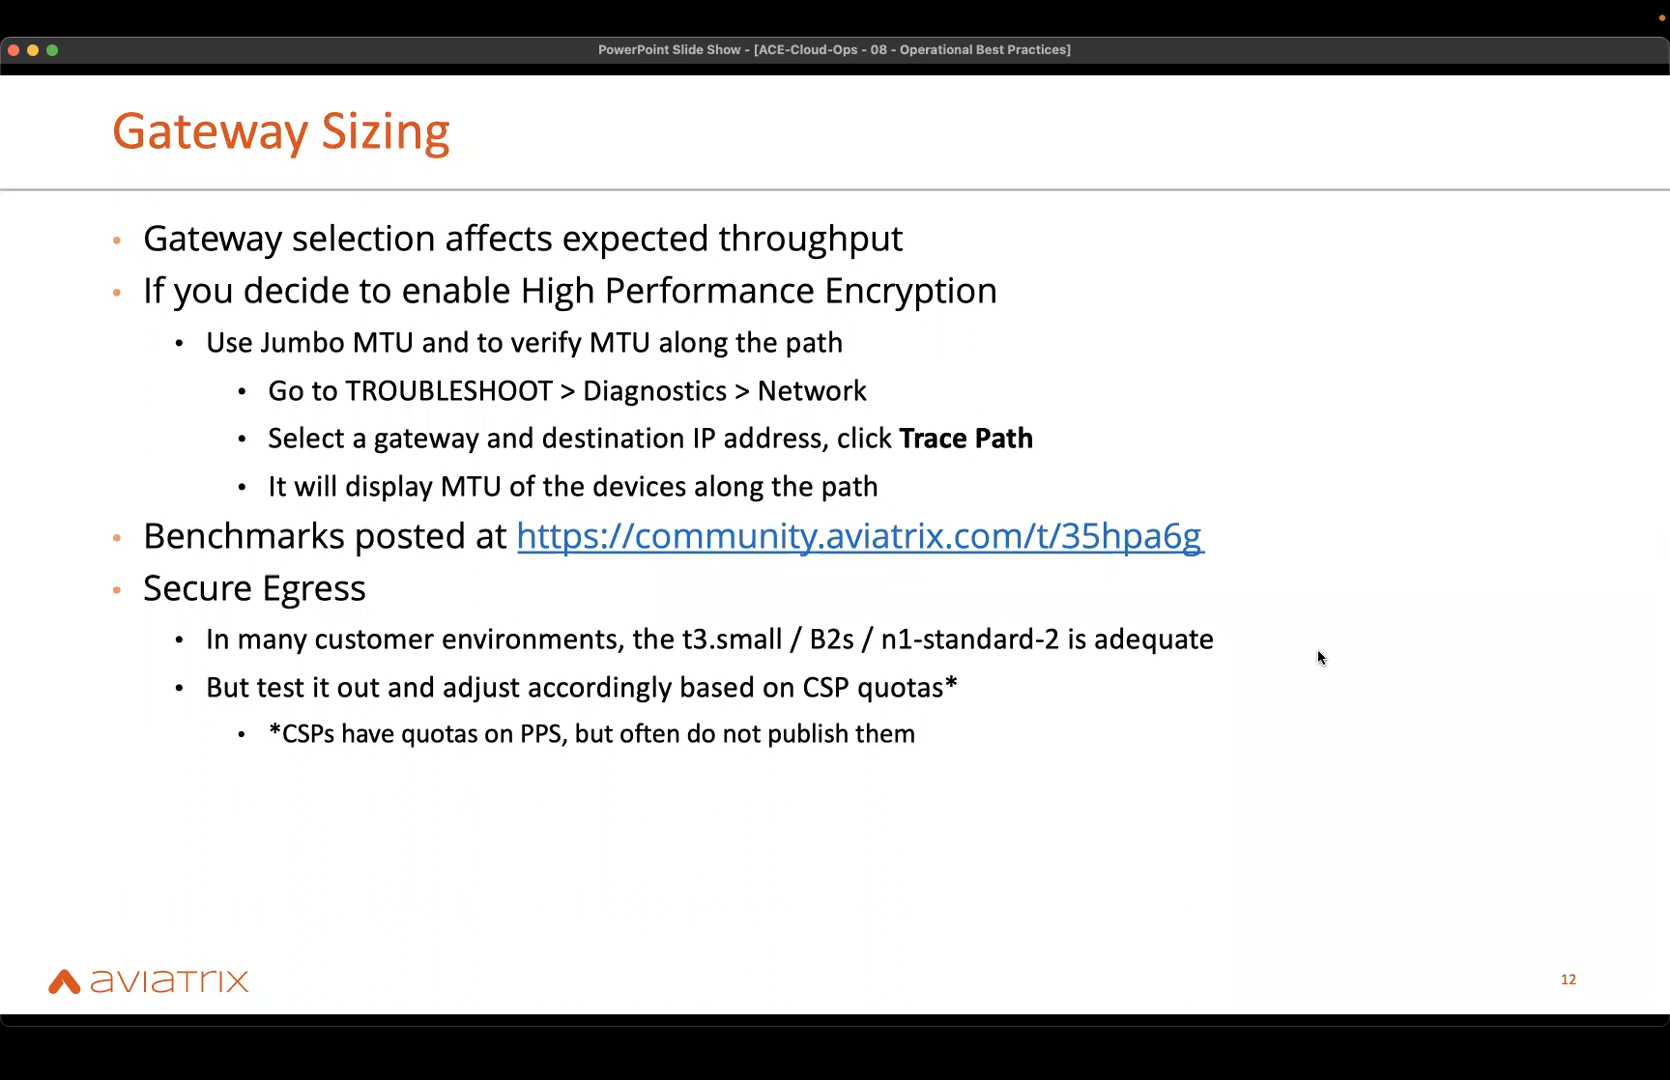 PowerPoint Slide Show - [ACE-Cloud-Ops - 08 - Operational Best Practices]
Gateway Sizing
• Gateway selection affects expected throughput
• If you decide to enable High Performance Encryption
• Use Jumbo MTU and to verify MTU along the path
• Go to TROUBLESHOOT > Diagnostics > Network
• Select a gateway and destination IP address, click Trace Path
• It will display MTU of the devices along the path
• Benchmarks posted at https://community.aviatrix.com/t/35hpa6g
• Secure Egress
• In many customer environments, the t3.small / B2s / n1-standard-2 is adequate
• But test it out and adjust accordingly based on CSP quotas*
• *CSPs have quotas on PPS, but often do not publish them
aviatrix
12